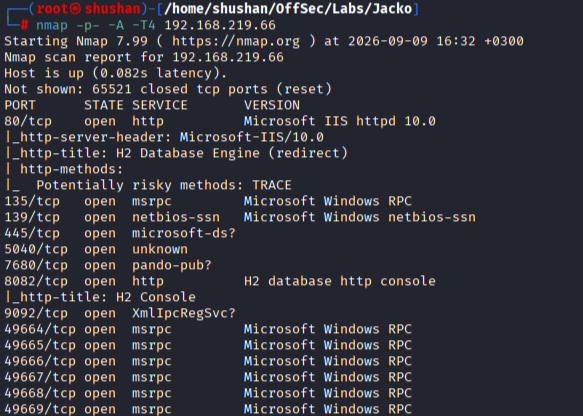 ┌──(root㉿shushan)-[/home/shushan/OffSec/Labs/Jacko]
└─# nmap -p- -A -T4 192.168.219.66
Starting Nmap 7.99 ( https://nmap.org ) at 2026-09-09 16:32 +0300
Nmap scan report for 192.168.219.66
Host is up (0.082s latency).
Not shown: 65521 closed tcp ports (reset)
PORT      STATE SERVICE       VERSION
80/tcp    open  http          Microsoft IIS httpd 10.0
|_http-server-header: Microsoft-IIS/10.0
|_http-title: H2 Database Engine (redirect)
| http-methods:
|_  Potentially risky methods: TRACE
135/tcp   open  msrpc         Microsoft Windows RPC
139/tcp   open  netbios-ssn   Microsoft Windows netbios-ssn
445/tcp   open  microsoft-ds?
5040/tcp  open  unknown
7680/tcp  open  pando-pub?
8082/tcp  open  http          H2 database http console
|_http-title: H2 Console
9092/tcp  open  XmlIpcRegSvc?
49664/tcp open  msrpc         Microsoft Windows RPC
49665/tcp open  msrpc         Microsoft Windows RPC
49666/tcp open  msrpc         Microsoft Windows RPC
49667/tcp open  msrpc         Microsoft Windows RPC
49668/tcp open  msrpc         Microsoft Windows RPC
49669/tcp open  msrpc         Microsoft Windows RPC